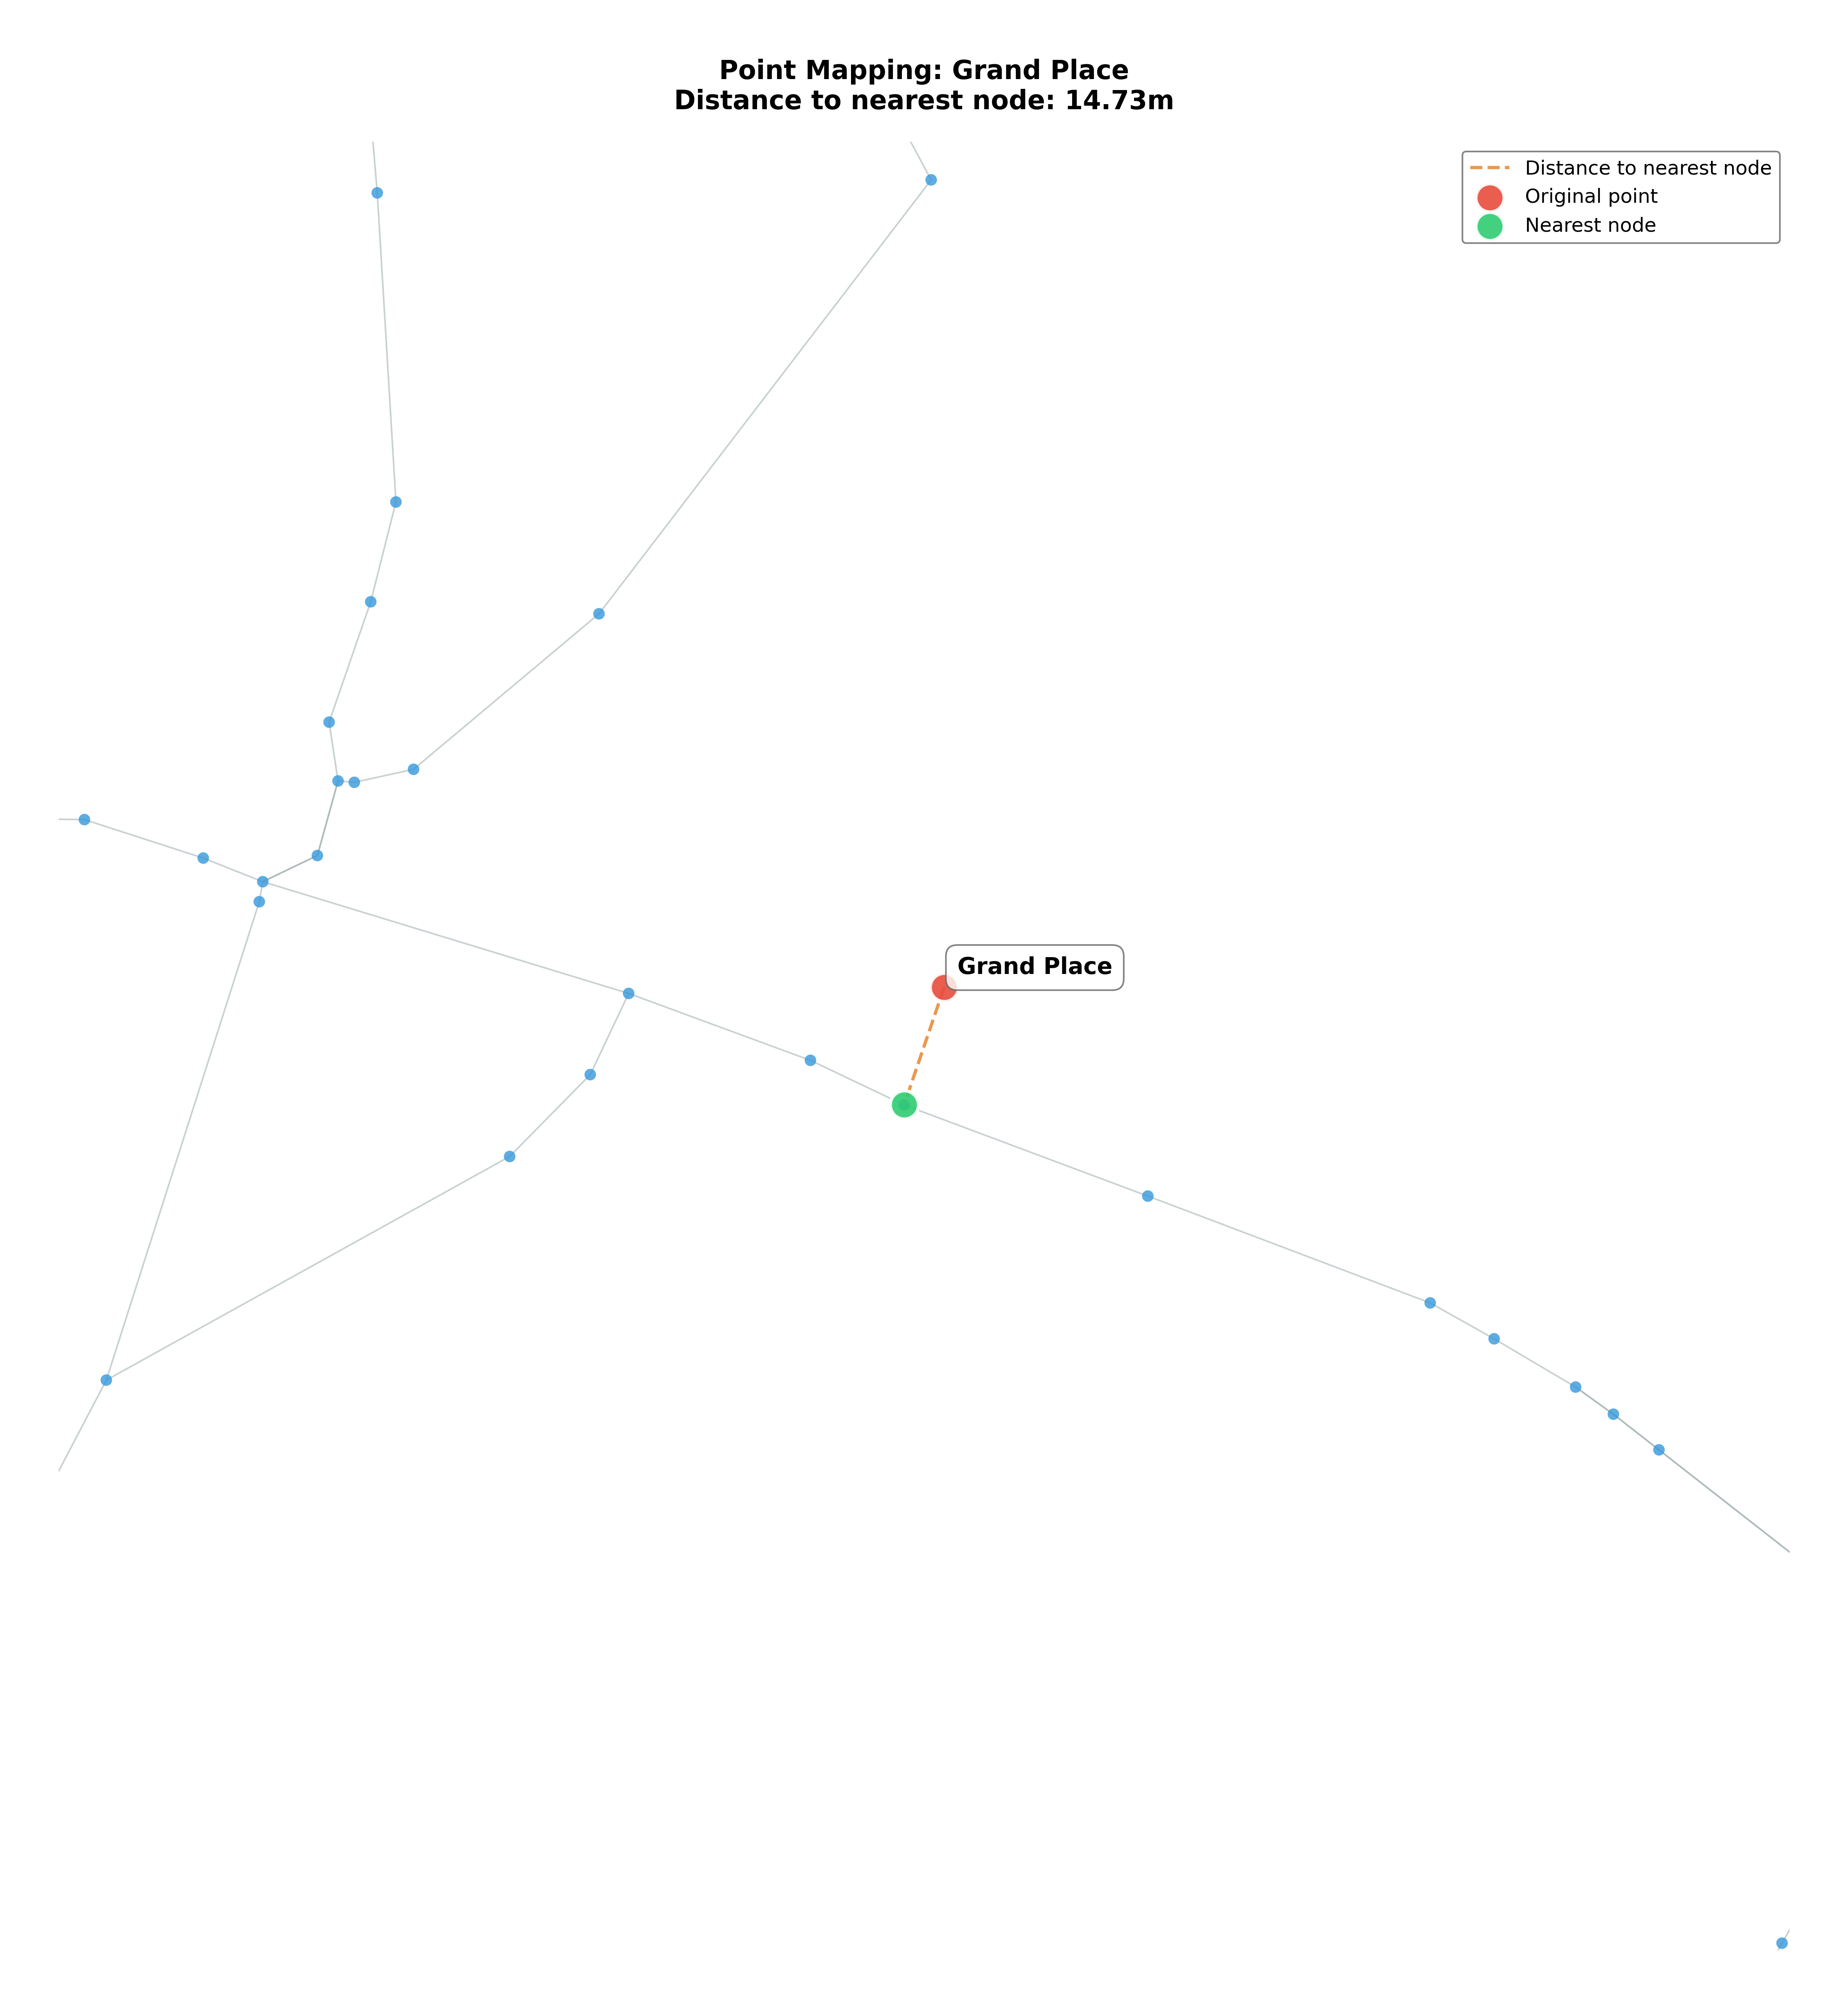 Point Mapping: Grand Place
Distance to nearest node: 14.73m
Distance to nearest node
Original point
Nearest node
Grand Place